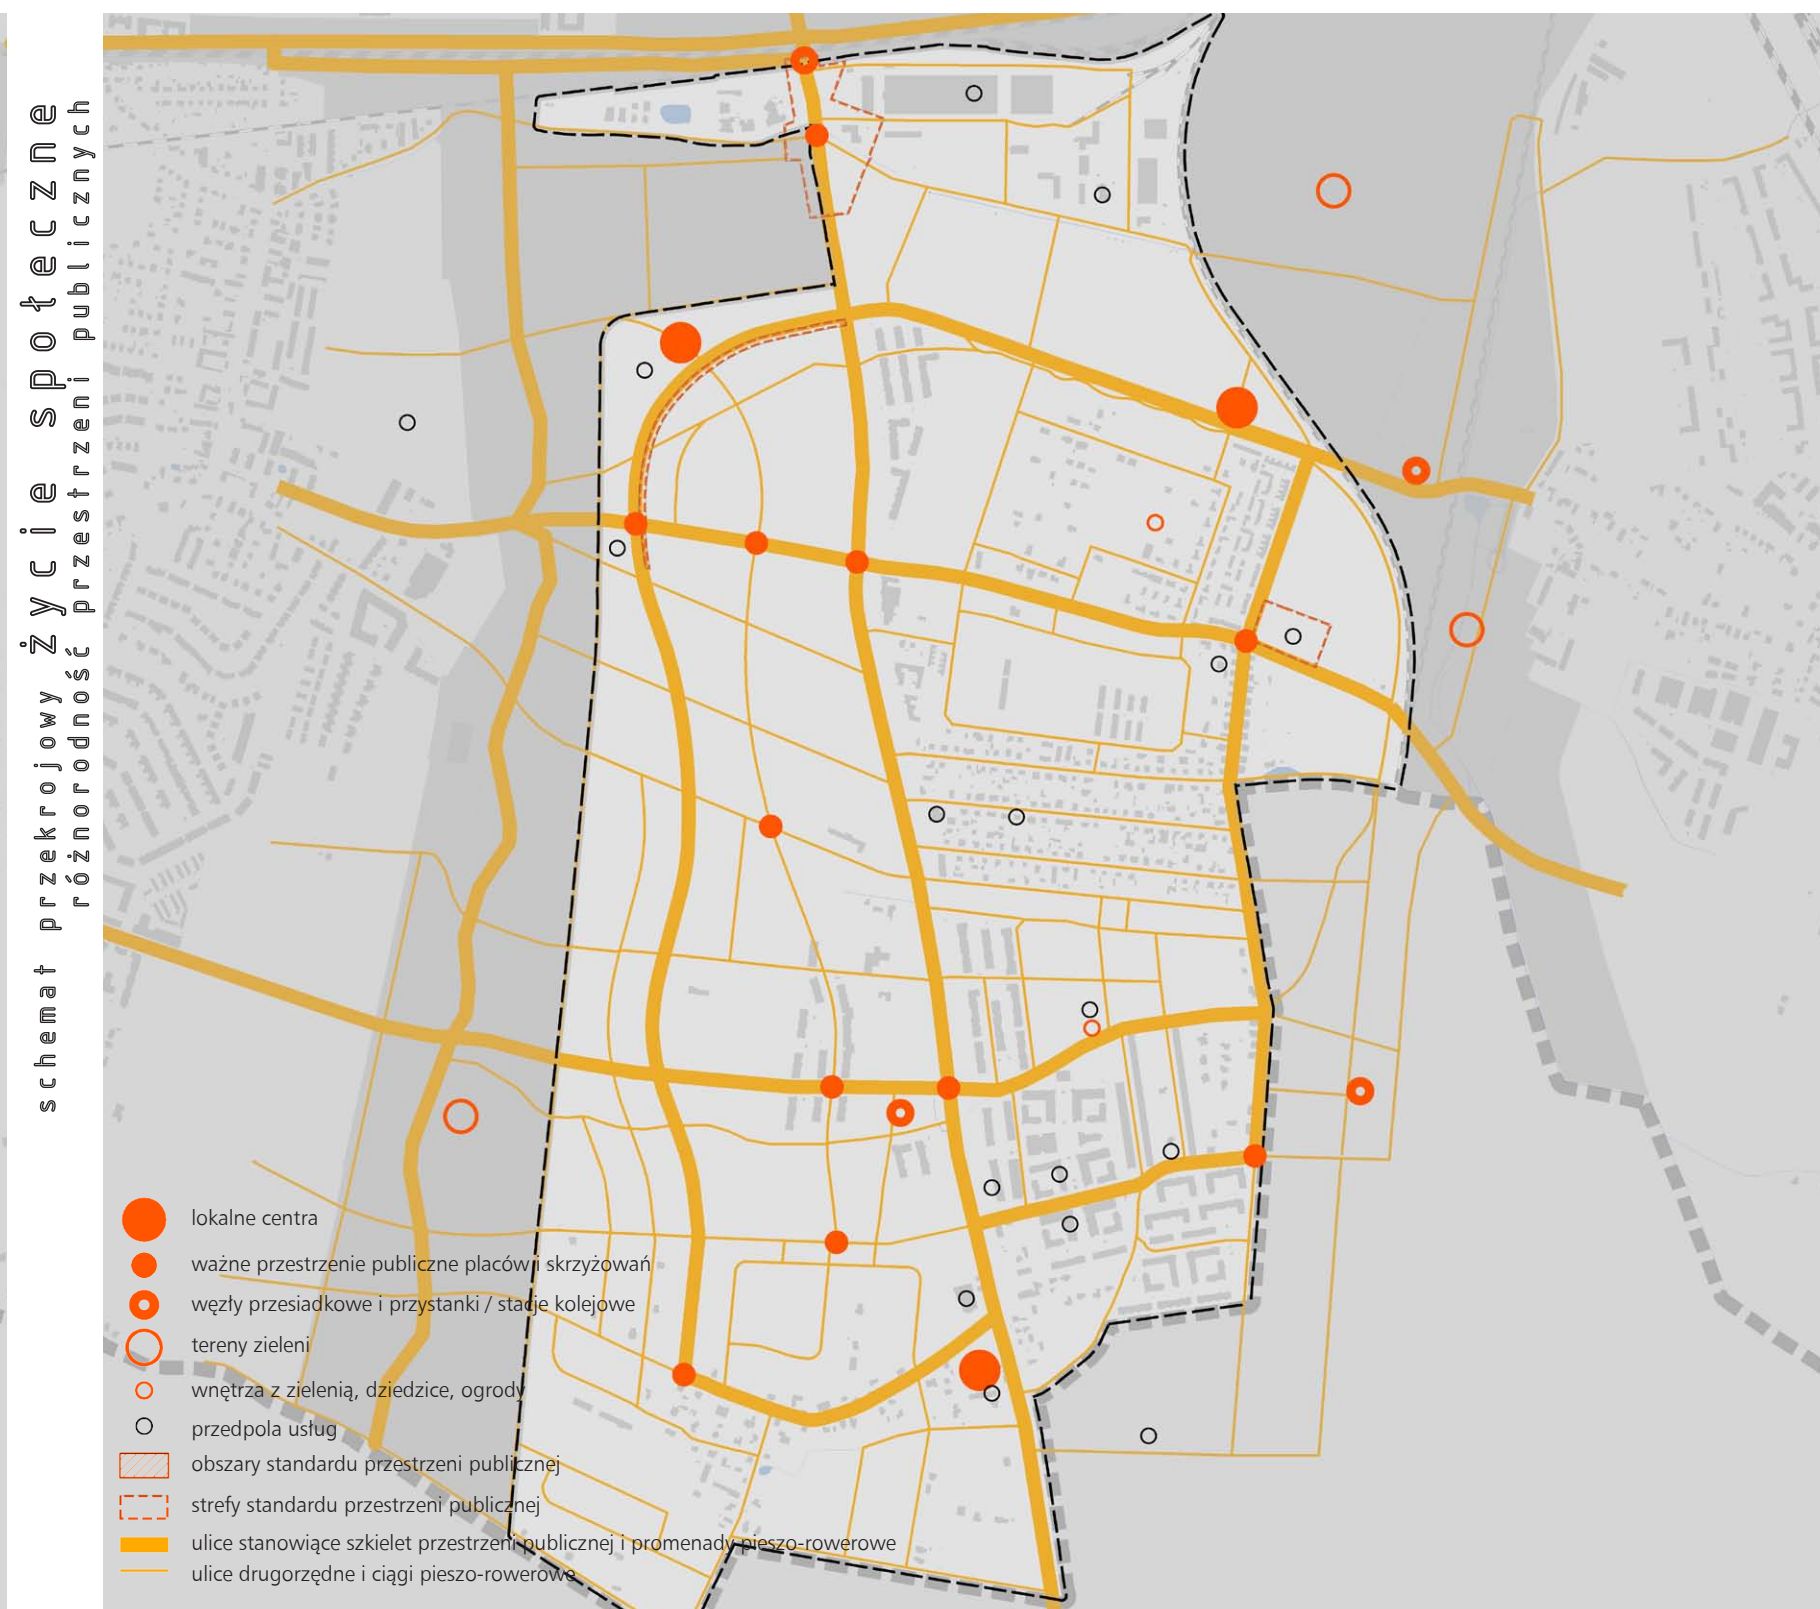 schemat przekrojowy życie społeczne
różnorodność przestrzeni publicznych
lokalne centra
ważne przestrzenie publiczne placów i skrzyżowań
węzły przesiadkowe i przystanki / stacje kolejowe
tereny zieleni
wnętrza z zielenią, dziedzice, ogrody
przedpola usług
obszary standardu przestrzeni publicznej
strefy standardu przestrzeni publicznej
ulice stanowiące szkielet przestrzeni publicznej i promenady pieszo-rowerowe
ulice drugorzędne i ciągi pieszo-rowerowe